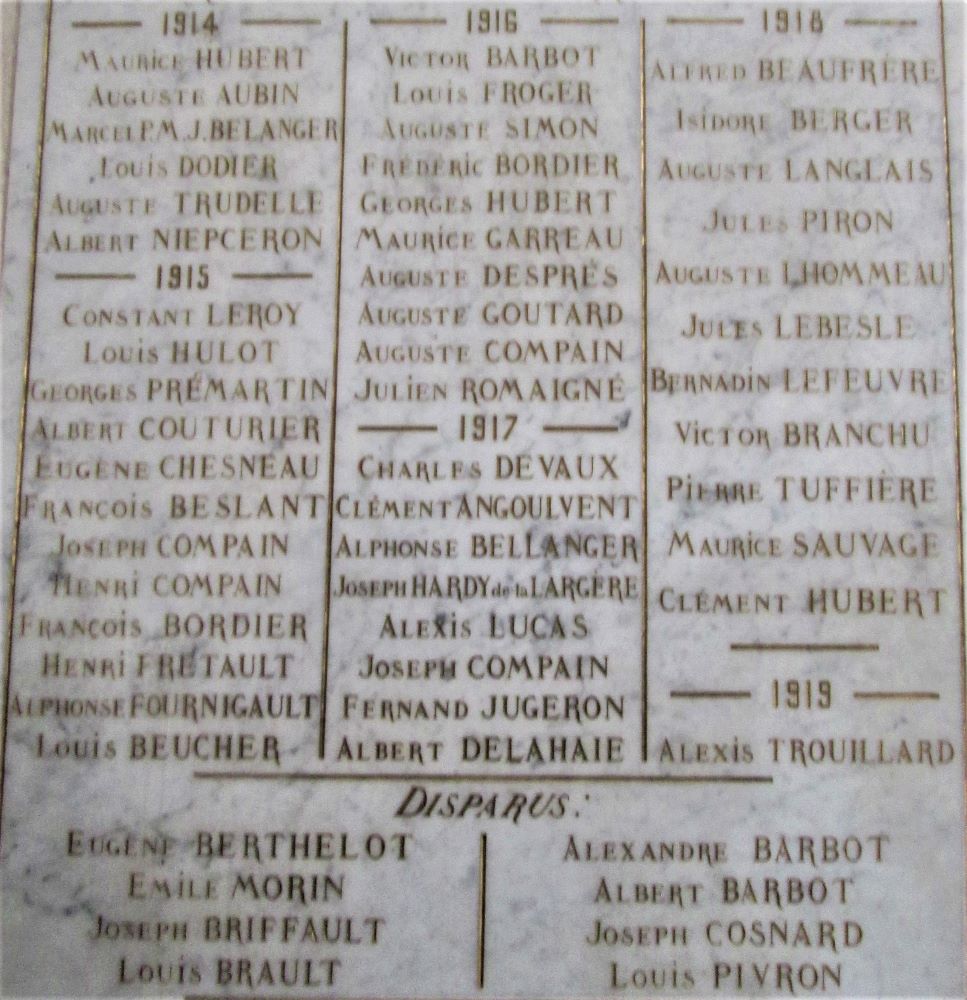 1914
Maurice HUBERT
Auguste AUBIN
Marcel P.M.J. BELANGER
Louis DODIER
Auguste TRUDELLE
Albert NIEPCERON
1915
Constant LEROY
Louis HULOT
Georges PRÉMARTIN
Albert COUTURIER
Eugène CHESNEAU
François BESLANT
Joseph COMPAIN
Henri COMPAIN
François BORDIER
Henri FRETAULT
Alphonse FOURNIGAULT
Louis BEUCHER
1916
Victor BARBOT
Louis FROGER
Auguste SIMON
Frédéric BORDIER
Georges HUBERT
Maurice GARREAU
Auguste DESPRÉS
Auguste GOUTARD
Auguste COMPAIN
Julien ROMAIGNÉ
1917
Charles DEVAUX
Clément ANGOULVENT
Alphonse BELLANGER
Joseph HARDY de la LARGÈRE
Alexis LUCAS
Joseph COMPAIN
Fernand JUGERON
Albert DELAHAIE
1918
Alfred BEAUFRÈRE
Isidore BERGER
Auguste LANGLAIS
Jules PIRON
Auguste LHOMMEAU
Jules LEBESLE
Bernadin LEFEUVRE
Victor BRANCHU
Pierre TUFFIÈRE
Maurice SAUVAGE
Clément HUBERT
1919
Alexis TROUILLARD
DISPARUS:
Eugène BERTHELOT
Emile MORIN
Joseph BRIFFAULT
Louis BRAULT
Alexandre BARBOT
Albert BARBOT
Joseph COSNARD
Louis PIVRON